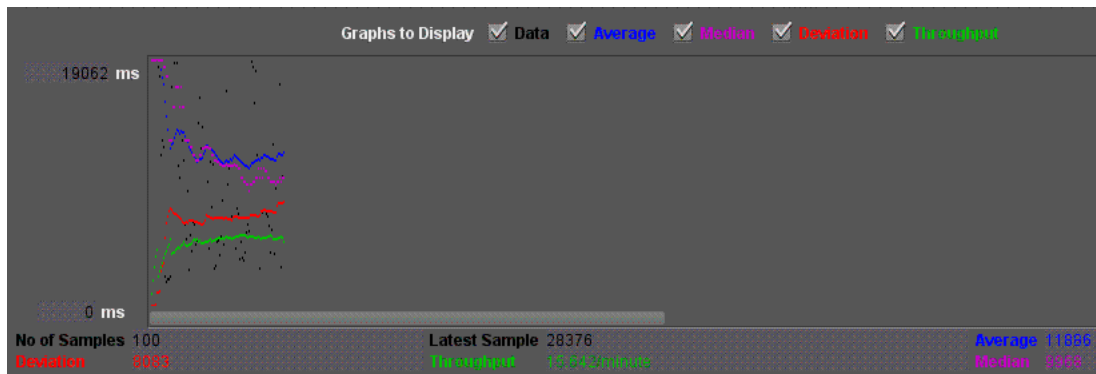 Graphs to Display Data Average Median Deviation Throughput
19062 ms
0 ms
No of Samples 100 Latest Sample 28376 Average 11896
Deviation Throughput Median